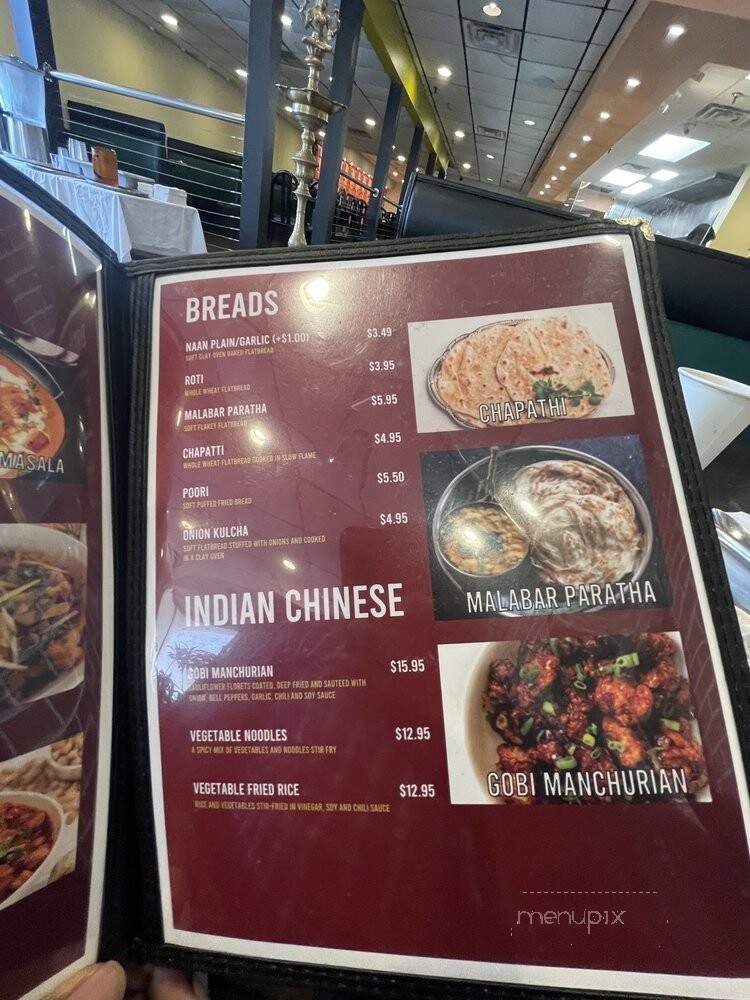 BREADS
NAAN PLAIN/GARLIC (+$1.00) $3.49
SOFT CLAY OVEN BAKED FLATBREAD
ROTI $3.95
WHOLE WHEAT FLATBREAD
MALABAR PARATHA $5.95
SOFT FLAKEY FLATBREAD
CHAPATTI $4.95
WHOLE WHEAT FLATBREAD COOKED IN SLOW FLAME
POORI $5.50
SOFT PUFFED FRIED BREAD
ONION KULCHA $4.95
SOFT FLATBREAD STUFFED WITH ONIONS AND COOKED
IN A CLAY OVEN
CHAPATHI
MALABAR PARATHA
INDIAN CHINESE
GOBI MANCHURIAN $15.95
CAULIFLOWER FLORETS COATED, DEEP FRIED AND SAUTEED WITH
ONION, BELL PEPPERS, GARLIC, CHILI AND SOY SAUCE
VEGETABLE NOODLES $12.95
A SPICY MIX OF VEGETABLES AND NOODLES STIR FRY
VEGETABLE FRIED RICE $12.95
RICE AND VEGETABLES STIR-FRIED IN VINEGAR, SOY AND CHILI SAUCE
GOBI MANCHURIAN
MASALA
menupix